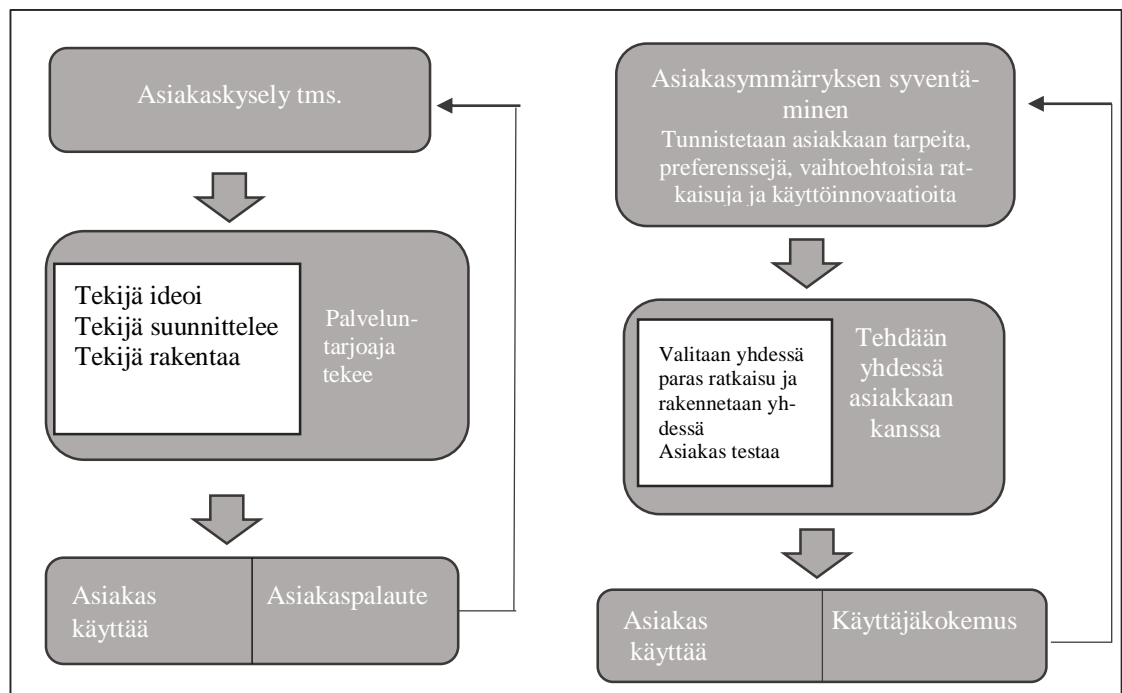 Asiakaskysely tms.
Tekijä ideoi
Tekijä suunnittelee
Tekijä rakentaa
Palvelun-
tarjoaja
tekee
Asiakas
käyttää
Asiakaspalaute
Asiakasymmärryksen syventä-
minen
Tunnistetaan asiakkaan tarpeita,
preferenssejä, vaihtoehtoisia rat-
kaisuja ja käyttöinnovaatioita
Valitaan yhdessä
paras ratkaisu ja
rakennetaan yh-
dessä
Asiakas testaa
Tehdään
yhdessä
asiakkaan
kanssa
Asiakas
käyttää
Käyttäjäkokemus